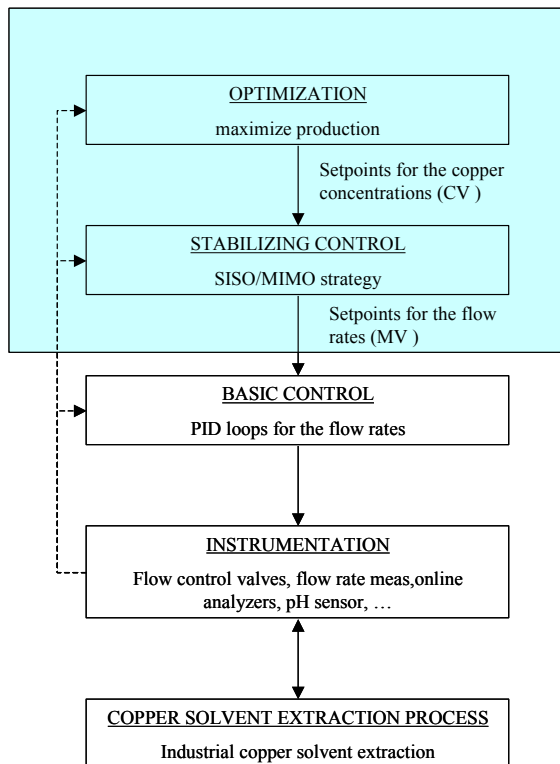 OPTIMIZATION
maximize production
Setpoints for the copper
concentrations (CV )
STABILIZING CONTROL
SISO/MIMO strategy
Setpoints for the flow
rates (MV )
BASIC CONTROL
PID loops for the flow rates
INSTRUMENTATION
Flow control valves, flow rate meas,online
analyzers, pH sensor, …
COPPER SOLVENT EXTRACTION PROCESS
Industrial copper solvent extraction